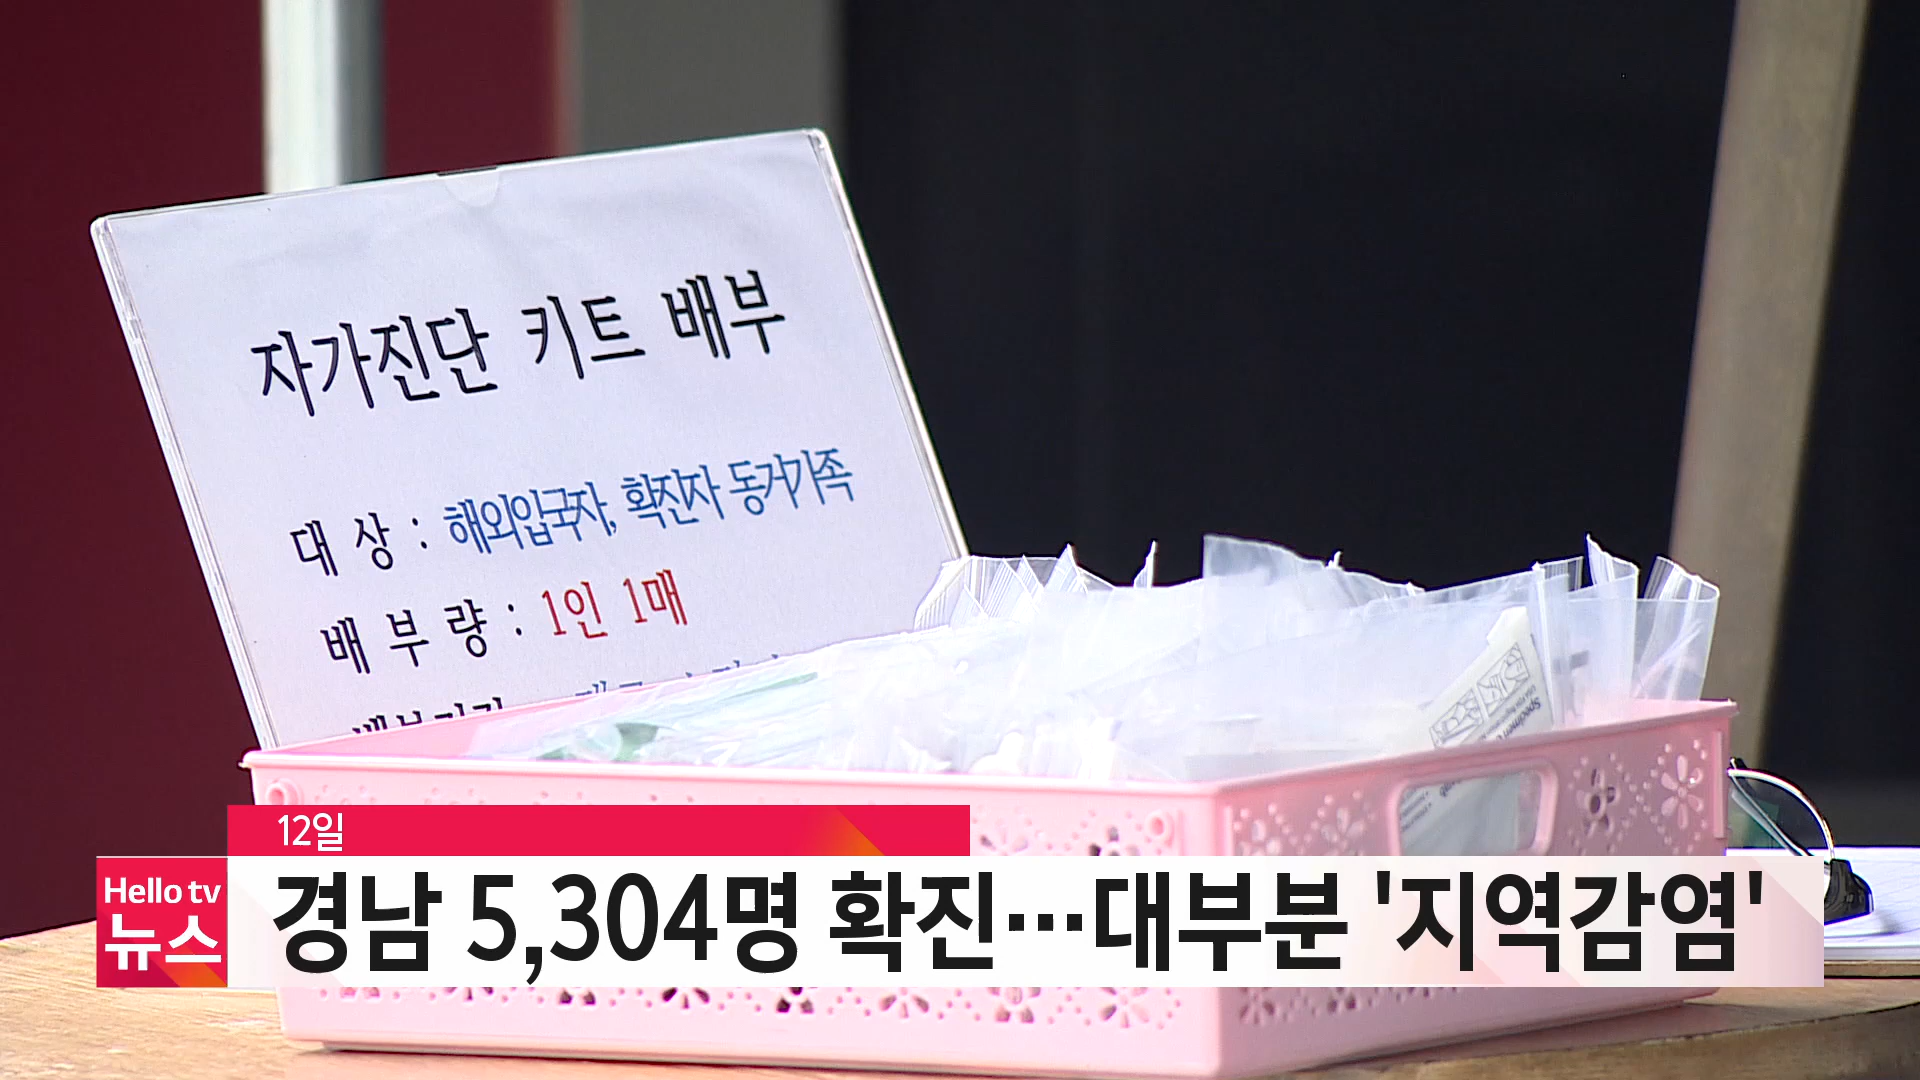 자가진단 키트 배부
대 상 : 해외입국자, 확진자 동거가족
배 부 량 : 1인 1매
12일
Hello tv
뉴스
경남 5,304명 확진…대부분 '지역감염'